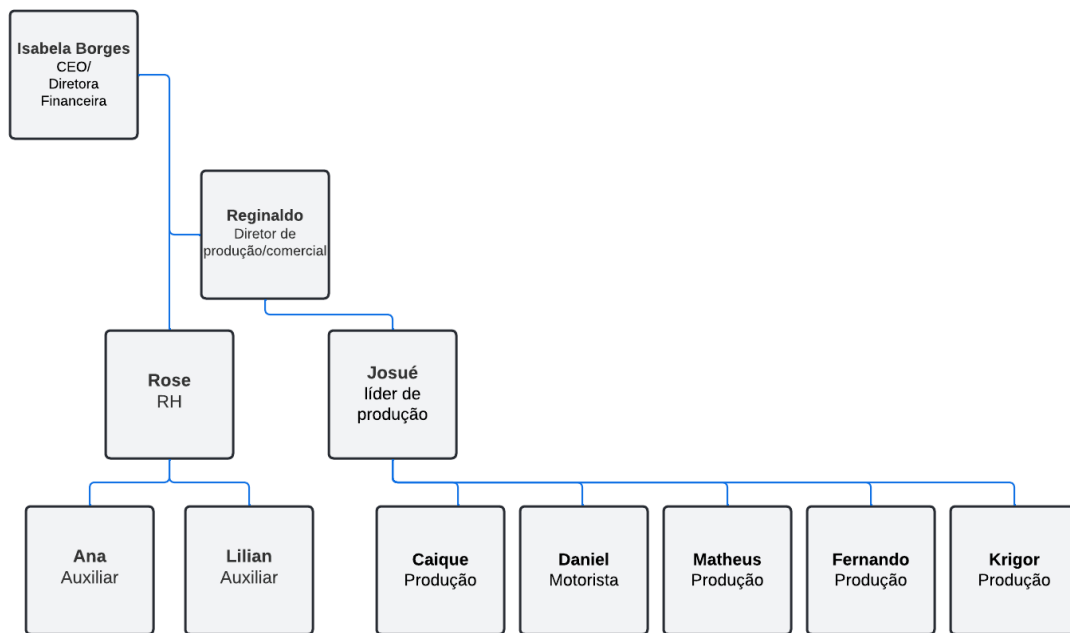 Isabela Borges
CEO/
Diretora
Financeira
Reginaldo
Diretor de
produção/comercial
Rose
RH
Josué
líder de
produção
Ana
Auxiliar
Lilian
Auxiliar
Caique
Produção
Daniel
Motorista
Matheus
Produção
Fernando
Produção
Krigor
Produção